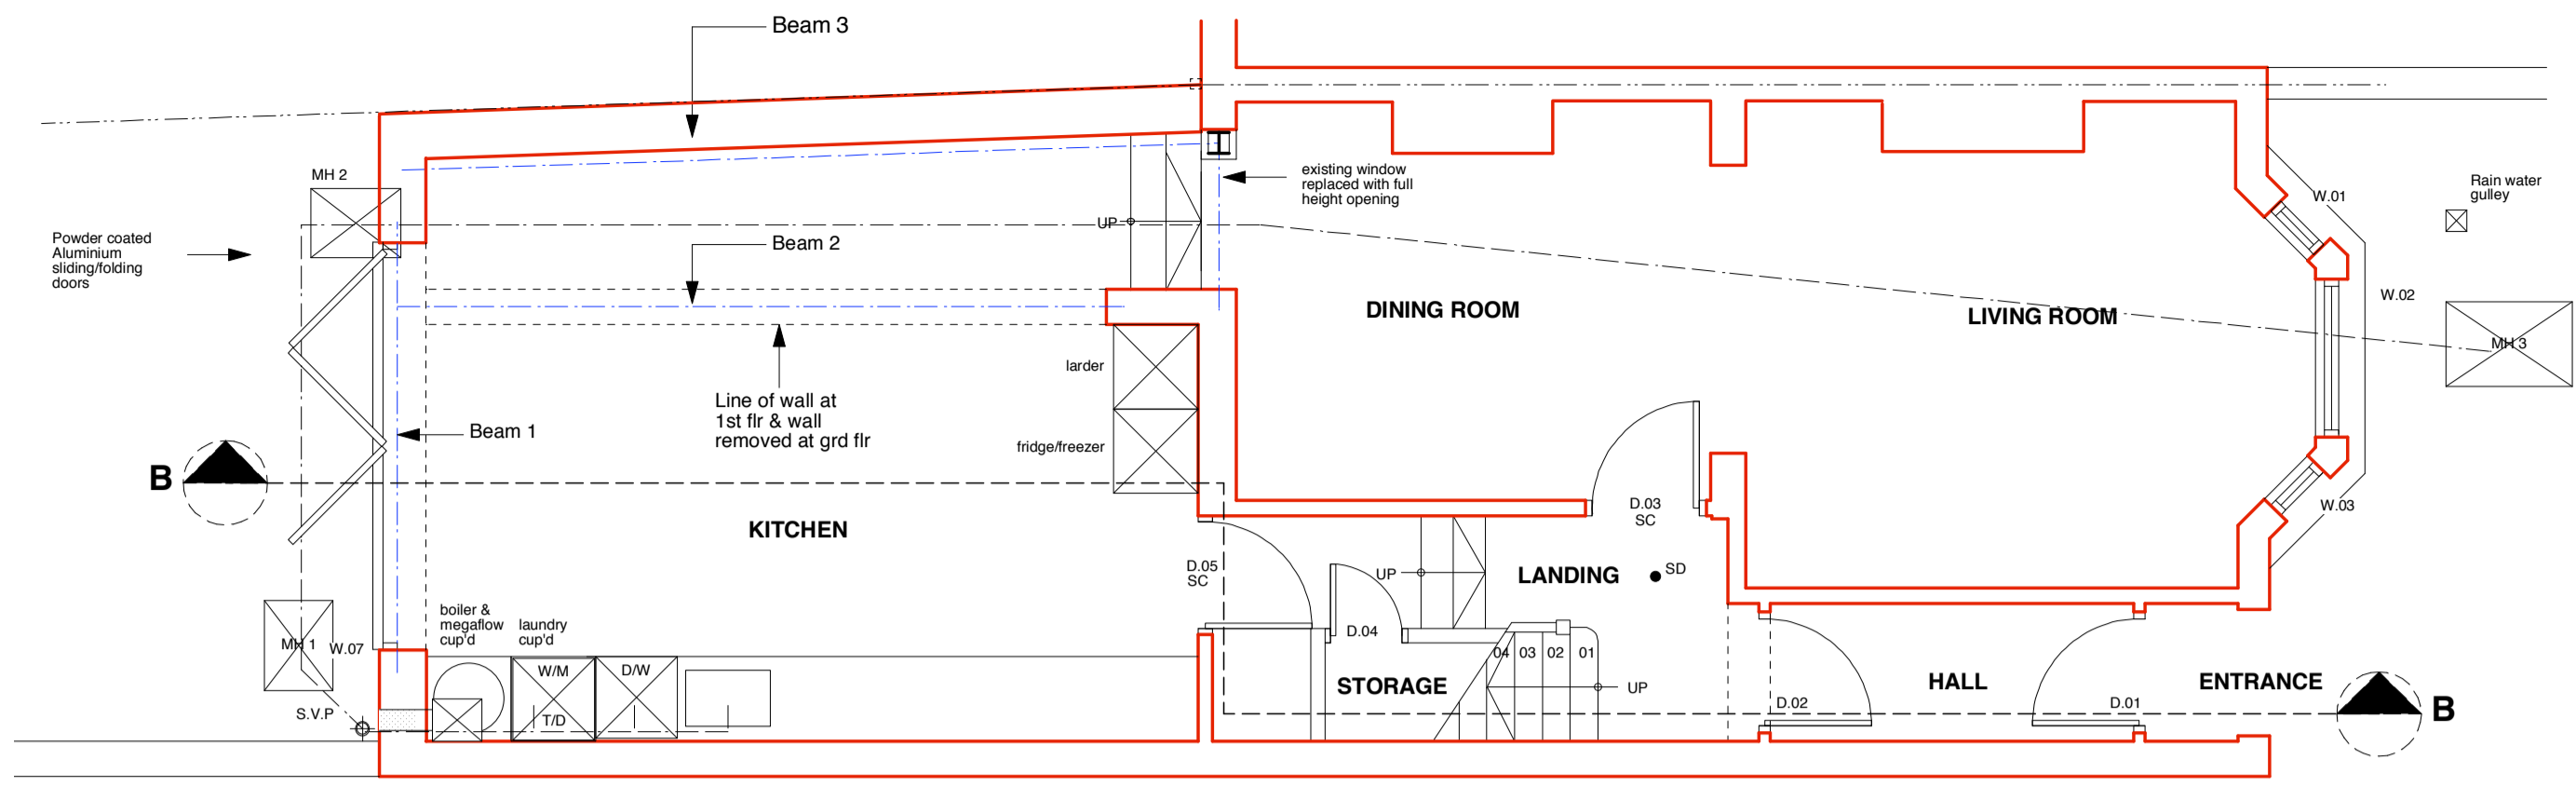 Beam 3
MH 2
Powder coated
Aluminium
sliding/folding
doors
UP
existing window
replaced with full
height opening
W.01
Rain water
gulley
Beam 2
W.02
DINING ROOM
LIVING ROOM
MH 3
larder
Line of wall at
1st flr & wall
removed at grd flr
Beam 1
fridge/freezer
B
KITCHEN
D.03
SC
W.03
D.05
SC
UP
LANDING
SD
boiler &
megaflow
cup'd
laundry
cup'd
MH 1
W.07
D.04
W/M
D/W
04
03
02
01
STORAGE
UP
HALL
ENTRANCE
S.V.P
T/D
D.02
D.01
B